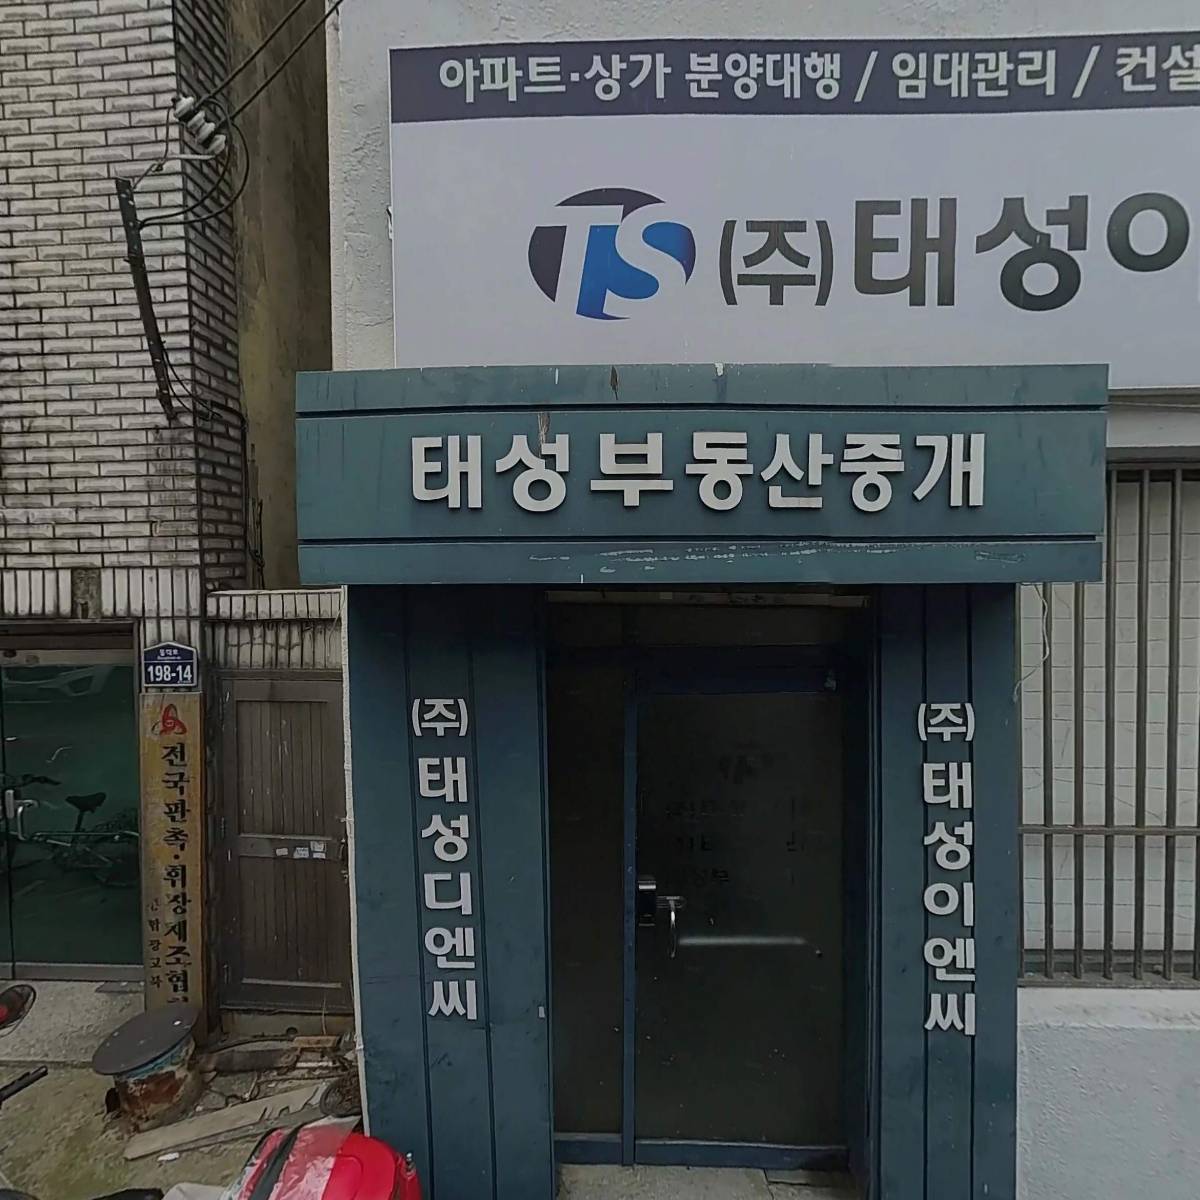 아파트·상가 분양대행 / 임대관리 / 컨설
TS (주)태성이
태성부동산중개
198-14
(주)태성디엔씨
(주)태성이엔씨
전국판촉·휘장제조협회